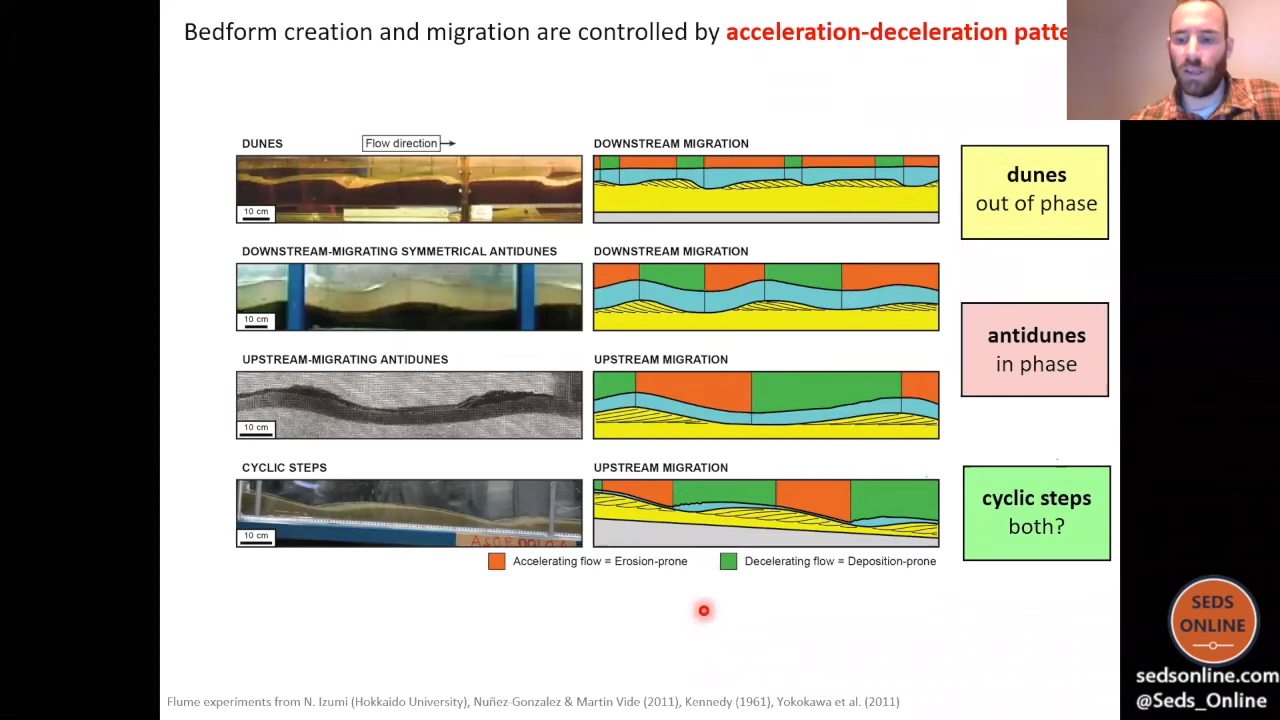 Bedform creation and migration are controlled by acceleration-deceleration
DUNES
Flow direction
DOWNSTREAM MIGRATION
10 cm
dunes
out of phase
DOWNSTREAM-MIGRATING SYMMETRICAL ANTIDUNES
DOWNSTREAM MIGRATION
10 cm
UPSTREAM-MIGRATING ANTIDUNES
UPSTREAM MIGRATION
10 cm
antidunes
in phase
CYCLIC STEPS
UPSTREAM MIGRATION
10 cm
cyclic steps
both?
Accelerating flow = Erosion-prone
Decelerating flow = Deposition-prone
SEDS
ONLINE
sedsonline.com
@Seds_Online
Flume experiments from N. Izumi (Hokkaido University), Nuñez-Gonzalez & Martin Vide (2011), Kennedy (1961), Yokokawa et al. (2011)